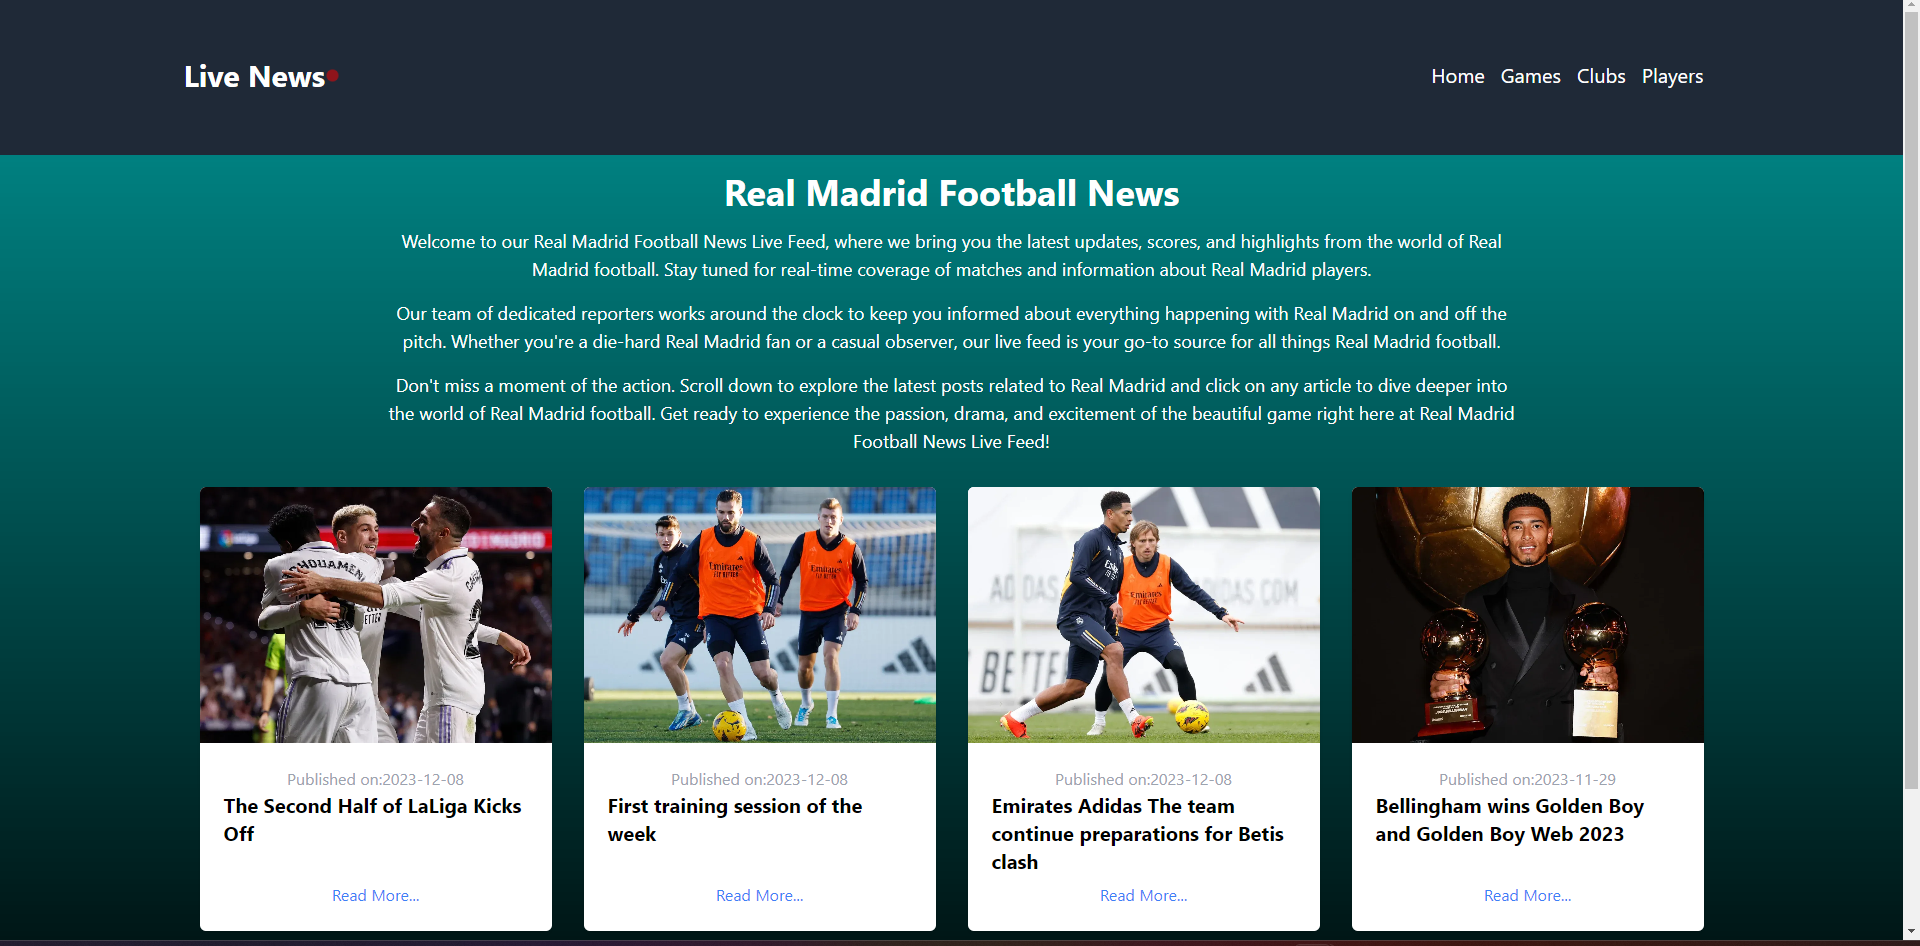 Live News
Home Games Clubs Players
Real Madrid Football News
Welcome to our Real Madrid Football News Live Feed, where we bring you the latest updates, scores, and highlights from the world of Real
Madrid football. Stay tuned for real-time coverage of matches and information about Real Madrid players.
Our team of dedicated reporters works around the clock to keep you informed about everything happening with Real Madrid on and off the
pitch. Whether you're a die-hard Real Madrid fan or a casual observer, our live feed is your go-to source for all things Real Madrid football.
Don't miss a moment of the action. Scroll down to explore the latest posts related to Real Madrid and click on any article to dive deeper into
the world of Real Madrid football. Get ready to experience the passion, drama, and excitement of the beautiful game right here at Real Madrid
Football News Live Feed!
Emirates
FLY BETTER
Emirates
FLY BETTER
ADIDAS
ADIDAS.COM
Emirates
BETTER
Published on:2023-12-08
The Second Half of LaLiga Kicks
Off
Read More...
Published on:2023-12-08
First training session of the
week
Read More...
Published on:2023-12-08
Emirates Adidas The team
continue preparations for Betis
clash
Read More...
Published on:2023-11-29
Bellingham wins Golden Boy
and Golden Boy Web 2023
Read More...